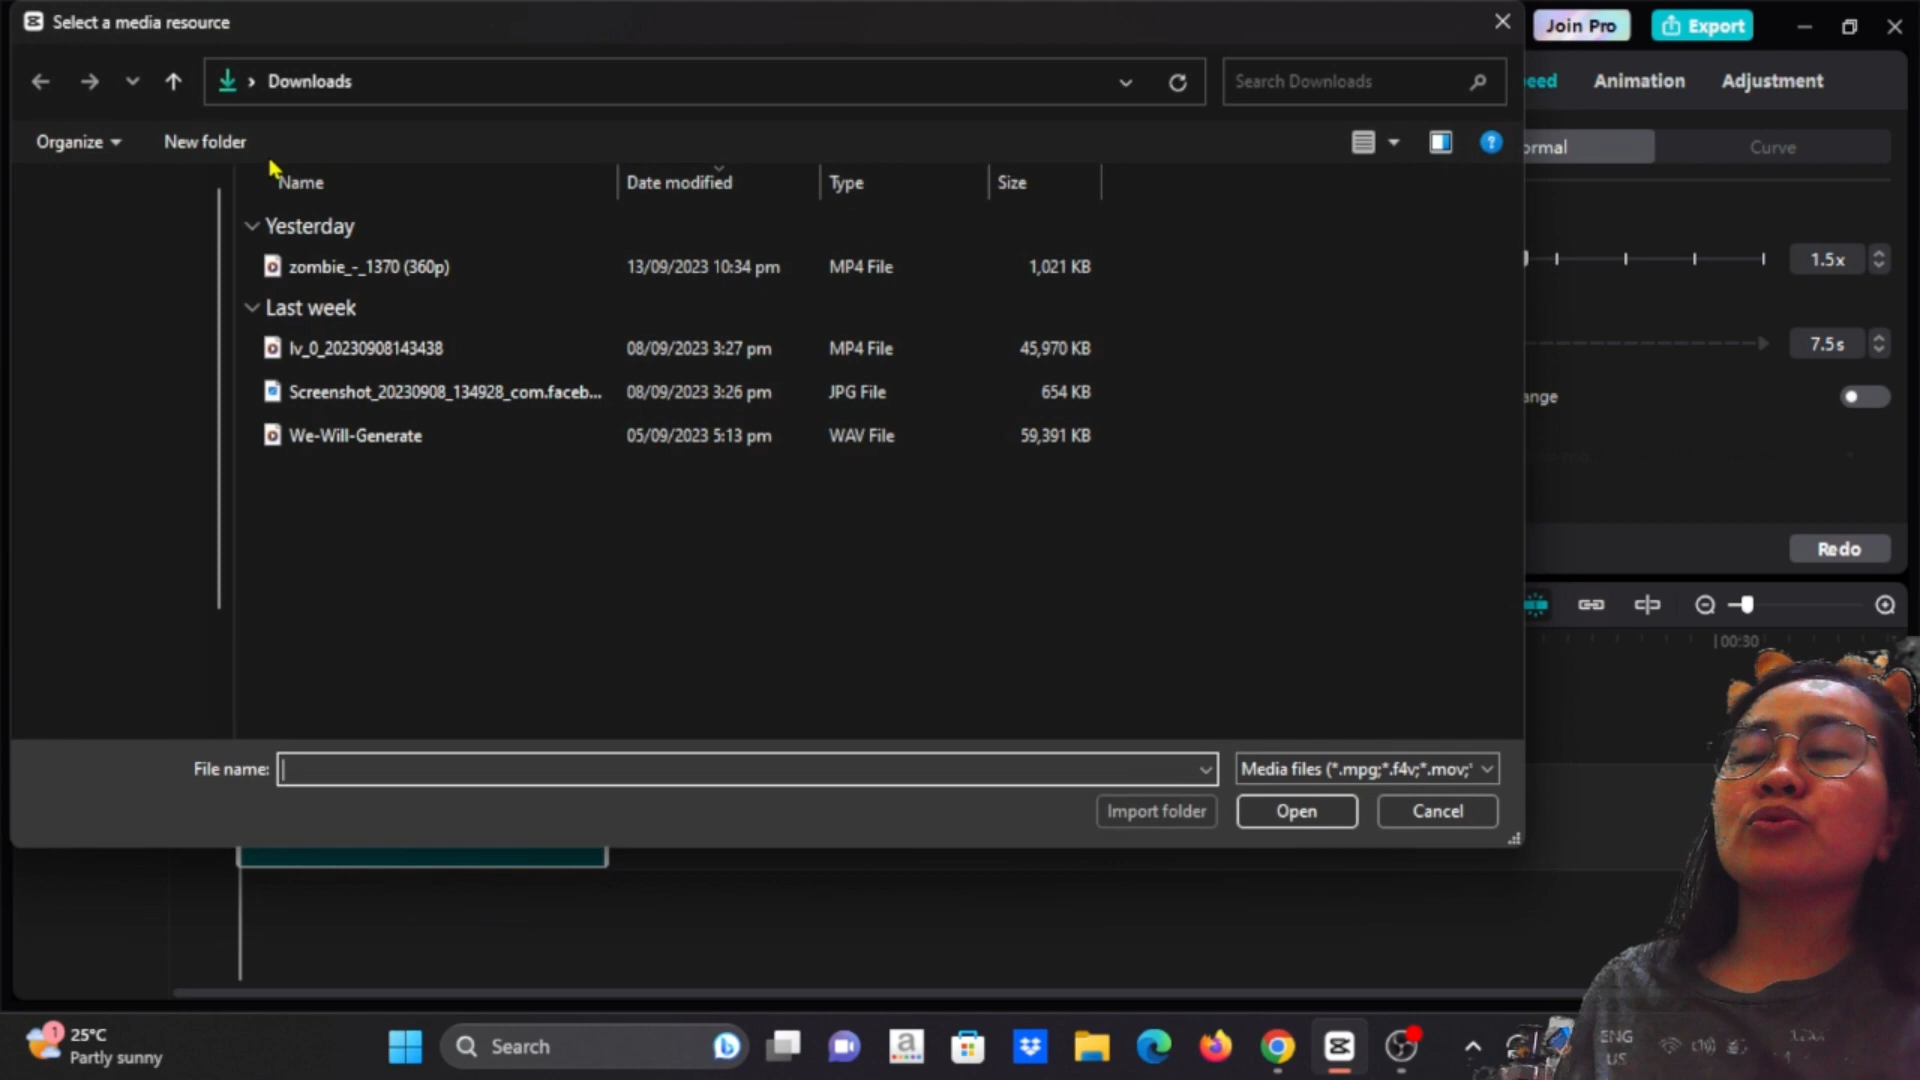 Select a media resource
Join Pro
Export
Downloads
Search Downloads
eed
Animation
Adjustment
Organize
New folder
ormal
Curve
Name
Date modified
Type
Size
Yesterday
zombie_-_1370 (360p)
13/09/2023 10:34 pm
MP4 File
1,021 KB
1.5x
Last week
lv_0_20230908143438
08/09/2023 3:27 pm
MP4 File
45,970 KB
7.5s
Screenshot_20230908_134928_com.faceb...
08/09/2023 3:26 pm
JPG File
654 KB
ange
We-Will-Generate
05/09/2023 5:13 pm
WAV File
59,391 KB
Redo
00:30
File name:
Media files (*.mpg;*.f4v;*.mov;*
Import folder
Open
Cancel
1
25°C
Partly sunny
Search
a
ENG
US